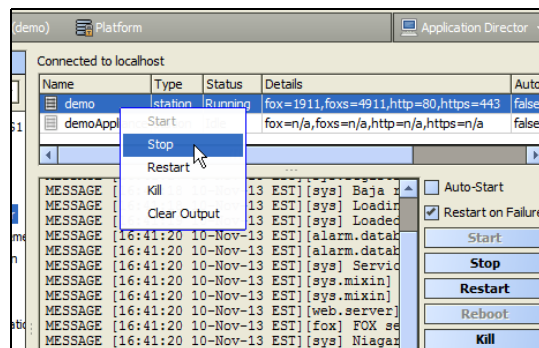 (demo) Platform Application Director
Connected to localhost
Name Type Status Details Auto
demo station Running fox=1911,foxs=4911,http=80,https=443 false
demoAppl Idle fox=n/a,foxs=n/a,http=n/a,https=n/a false
Start
Stop
Restart
Kill
Clear Output
MESSAGE [ -13 EST][sys] Baja
MESSAGE [ -13 EST][sys] Loadin
MESSAGE [ -13 EST][sys] Loaded
MESSAGE [16:41:20 10-Nov-13 EST][alarm.datab
MESSAGE [16:41:20 10-Nov-13 EST][alarm.datab
MESSAGE [16:41:20 10-Nov-13 EST][sys] Servic
MESSAGE [16:41:20 10-Nov-13 EST][sys.mixin]
MESSAGE [16:41:20 10-Nov-13 EST][sys.mixin]
MESSAGE [16:41:20 10-Nov-13 EST][web.server]
MESSAGE [16:41:20 10-Nov-13 EST][fox] FOX se
MESSAGE [16:41:20 10-Nov-13 EST][sys] Niagar
Auto-Start
Restart on Failure
Start
Stop
Restart
Reboot
Kill